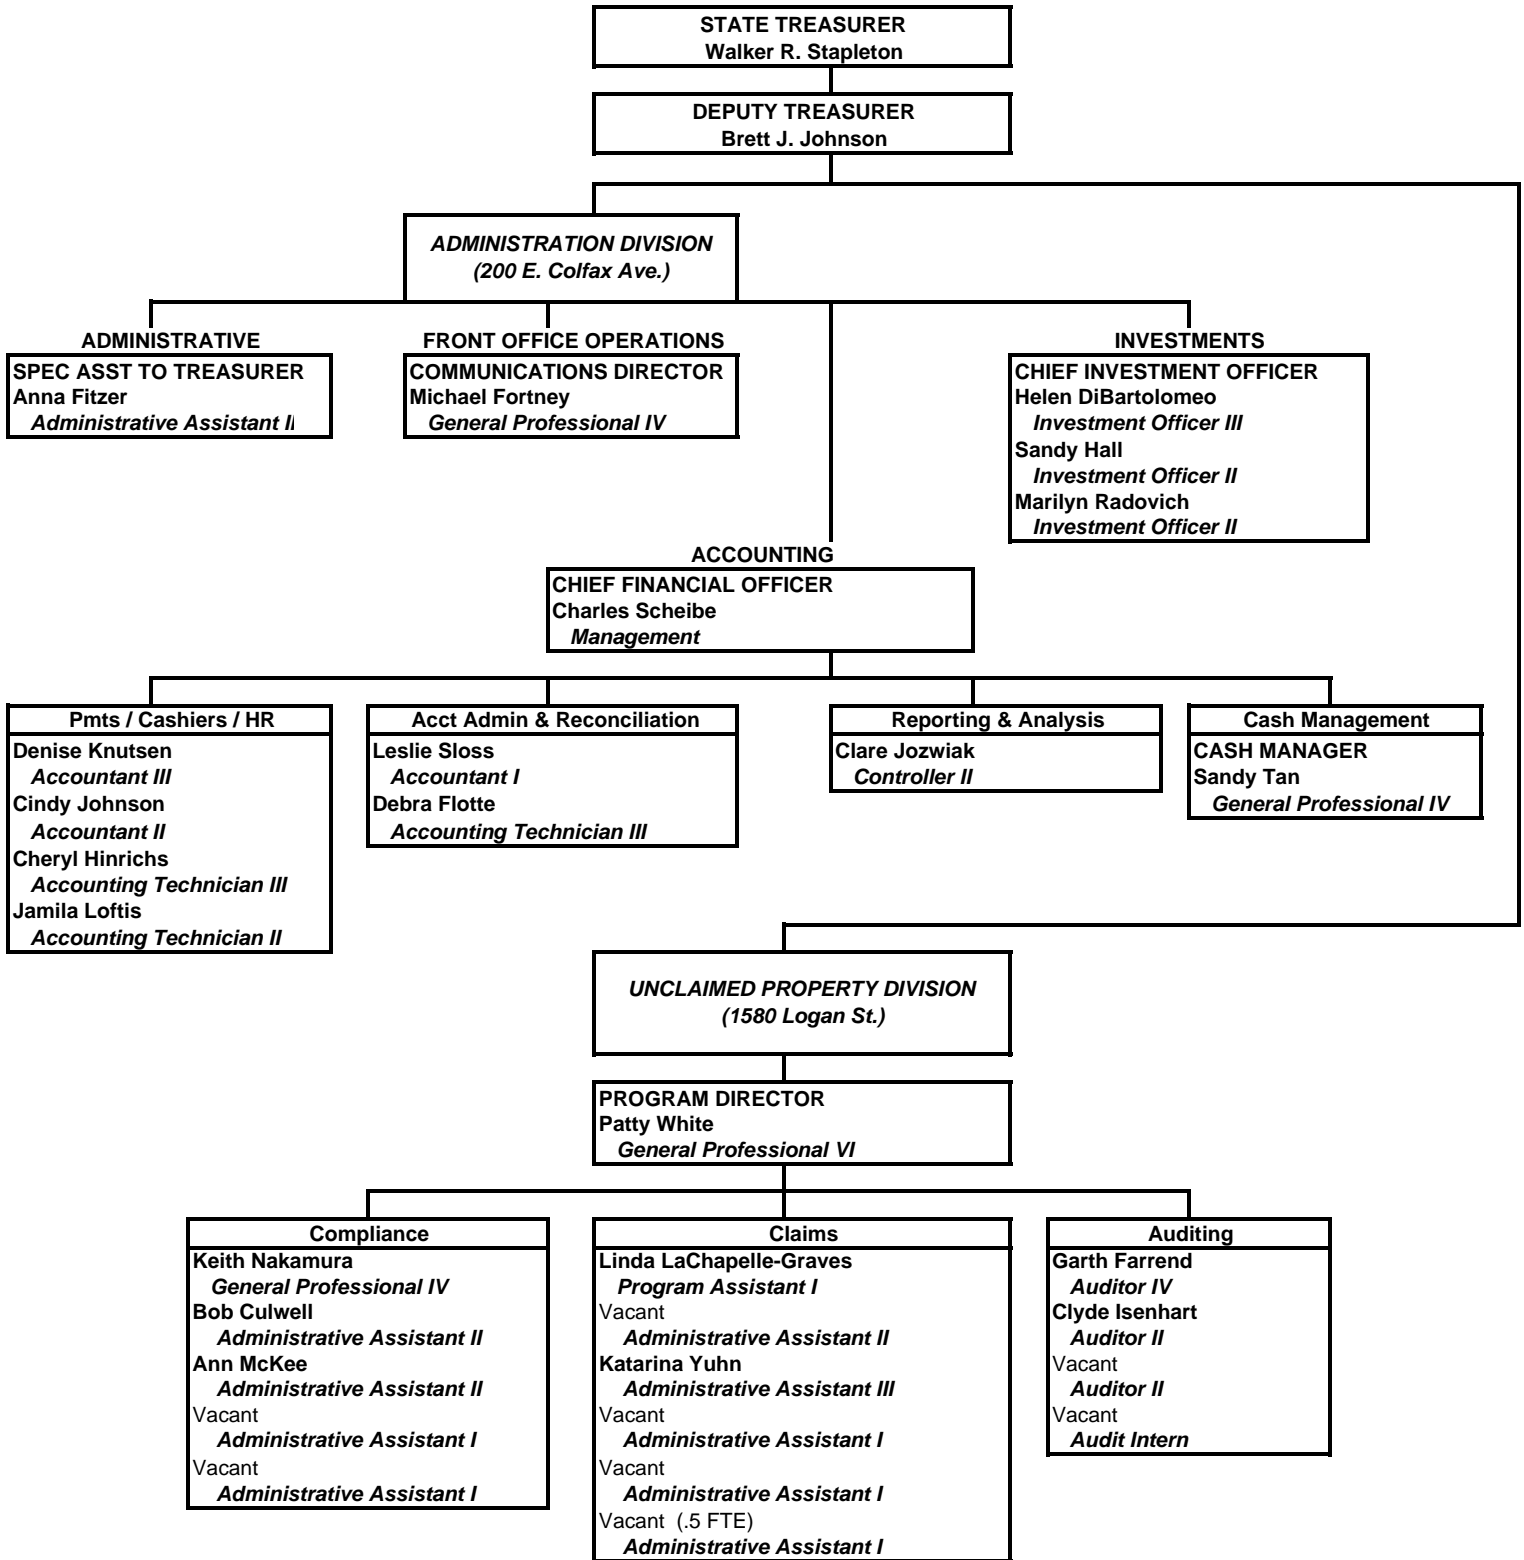 STATE TREASURER
Walker R. Stapleton
DEPUTY TREASURER
Brett J. Johnson
ADMINISTRATION DIVISION
(200 E. Colfax Ave.)
ADMINISTRATIVE
SPEC ASST TO TREASURER
Anna Fitzer
Administrative Assistant II
FRONT OFFICE OPERATIONS
COMMUNICATIONS DIRECTOR
Michael Fortney
General Professional IV
INVESTMENTS
CHIEF INVESTMENT OFFICER
Helen DiBartolomeo
Investment Officer III
Sandy Hall
Investment Officer II
Marilyn Radovich
Investment Officer II
ACCOUNTING
CHIEF FINANCIAL OFFICER
Charles Scheibe
Management
Pmts / Cashiers / HR
Denise Knutsen
Accountant III
Cindy Johnson
Accountant II
Cheryl Hinrichs
Accounting Technician III
Jamila Loftis
Accounting Technician II
Acct Admin & Reconciliation
Leslie Sloss
Accountant I
Debra Flotte
Accounting Technician III
Reporting & Analysis
Clare Jozwiak
Controller II
Cash Management
CASH MANAGER
Sandy Tan
General Professional IV
UNCLAIMED PROPERTY DIVISION
(1580 Logan St.)
PROGRAM DIRECTOR
Patty White
General Professional VI
Compliance
Keith Nakamura
General Professional IV
Bob Culwell
Administrative Assistant II
Ann McKee
Administrative Assistant II
Vacant
Administrative Assistant I
Vacant
Administrative Assistant I
Claims
Linda LaChapelle-Graves
Program Assistant I
Vacant
Administrative Assistant II
Katarina Yuhn
Administrative Assistant III
Vacant
Administrative Assistant I
Vacant
Administrative Assistant I
Vacant (.5 FTE)
Administrative Assistant I
Auditing
Garth Farrend
Auditor IV
Clyde Isenhart
Auditor II
Vacant
Auditor II
Vacant
Audit Intern